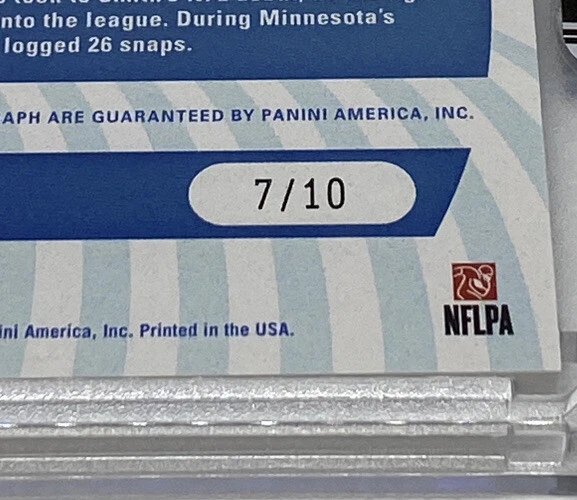 nto the league. During Minnesota's
logged 26 snaps.
APH ARE GUARANTEED BY PANINI AMERICA, INC.
7/10
NFLPA
ini America, Inc. Printed in the USA.